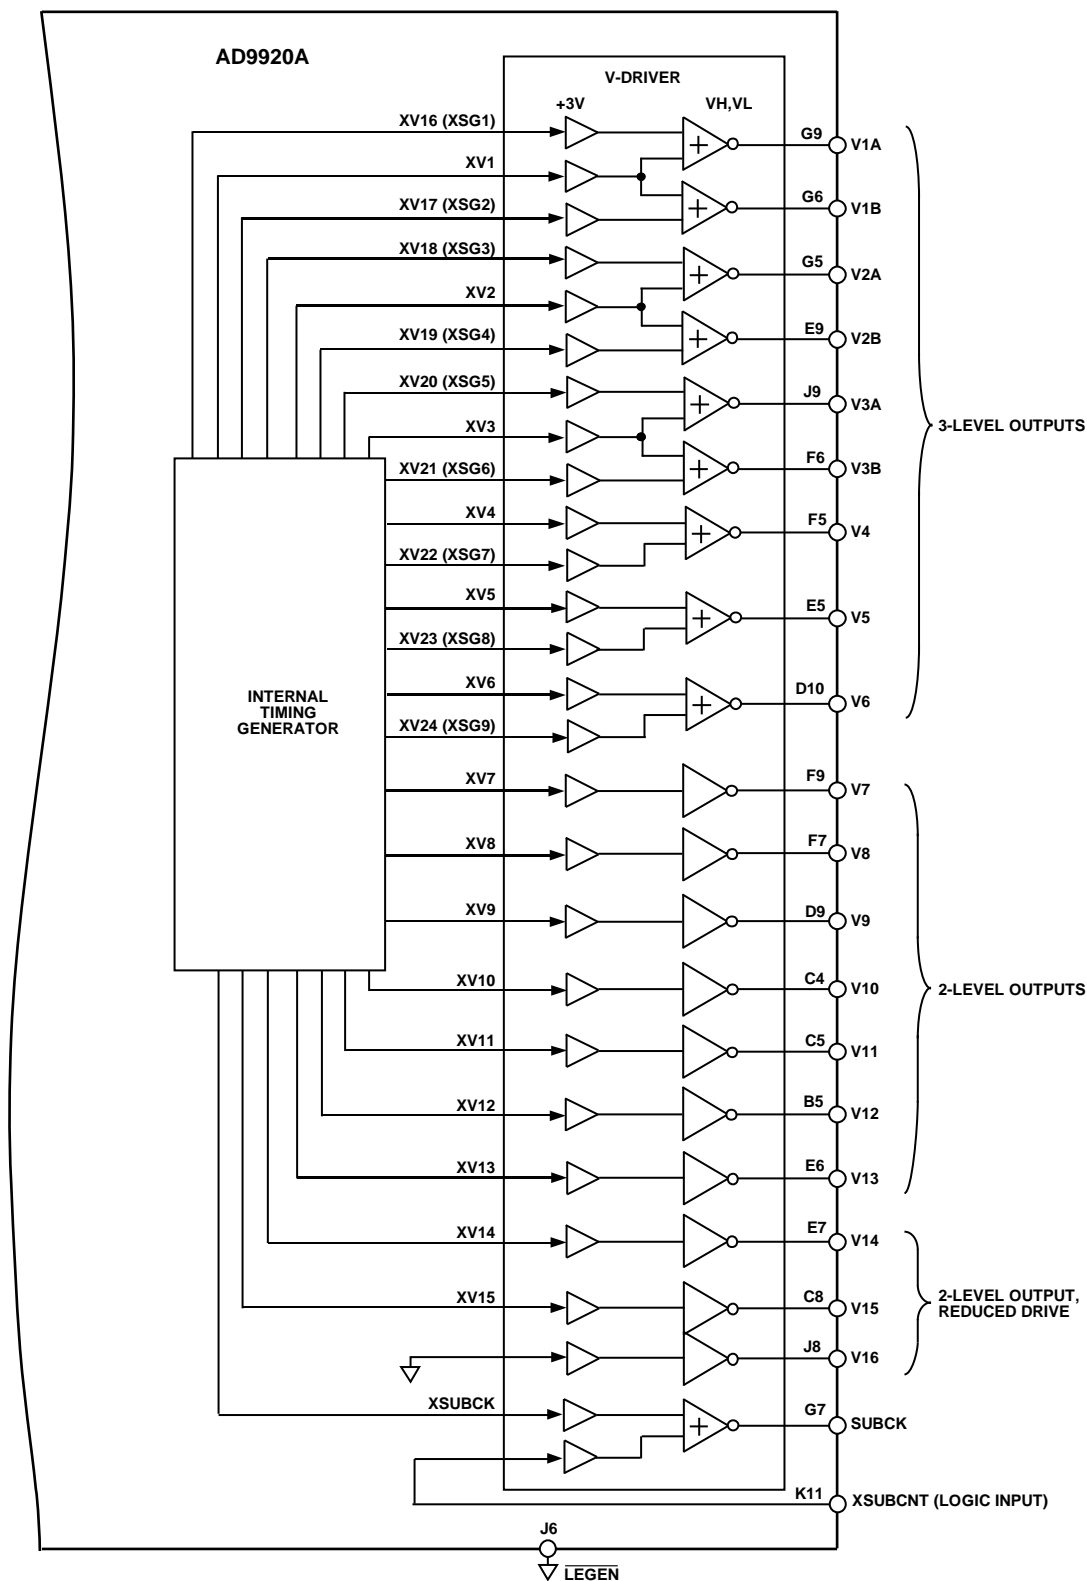 AD9920A
V-DRIVER
+3V
VH,VL
XV16 (XSG1)
G9
V1A
XV1
XV17 (XSG2)
G6
V1B
XV18 (XSG3)
G5
V2A
XV2
XV19 (XSG4)
E9
V2B
XV20 (XSG5)
J9
V3A
XV3
3-LEVEL OUTPUTS
XV21 (XSG6)
F6
V3B
XV4
F5
V4
XV22 (XSG7)
XV5
E5
V5
XV23 (XSG8)
XV6
D10
V6
INTERNAL
TIMING
GENERATOR
XV24 (XSG9)
XV7
F9
V7
XV8
F7
V8
XV9
D9
V9
XV10
C4
V10
2-LEVEL OUTPUTS
XV11
C5
V11
XV12
B5
V12
XV13
E6
V13
XV14
E7
V14
XV15
C8
V15
2-LEVEL OUTPUT,
REDUCED DRIVE
J8
V16
XSUBCK
G7
SUBCK
K11
XSUBCNT (LOGIC INPUT)
J6
LEGEN